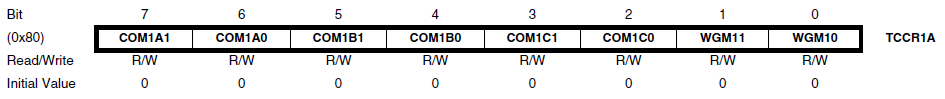 Bit 7 6 5 4 3 2 1 0
(0x80) COM1A1 COM1A0 COM1B1 COM1B0 COM1C1 COM1C0 WGM11 WGM10 TCCR1A
Read/Write R/W R/W R/W R/W R/W R/W R/W R/W
Initial Value 0 0 0 0 0 0 0 0